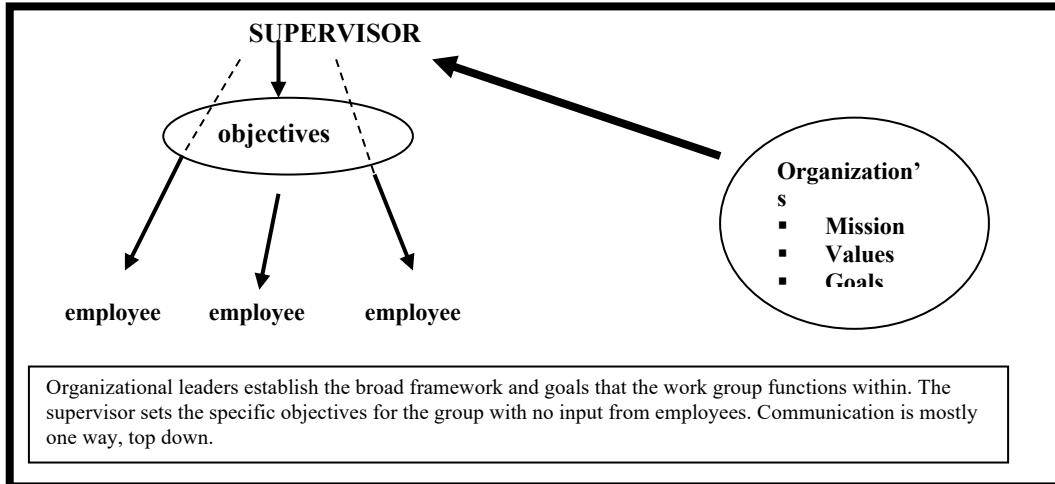 SUPERVISOR
objectives
Organization’
s
▪ Mission
▪ Values
▪ Goals
employee employee employee
Organizational leaders establish the broad framework and goals that the work group functions within. The
supervisor sets the specific objectives for the group with no input from employees. Communication is mostly
one way, top down.